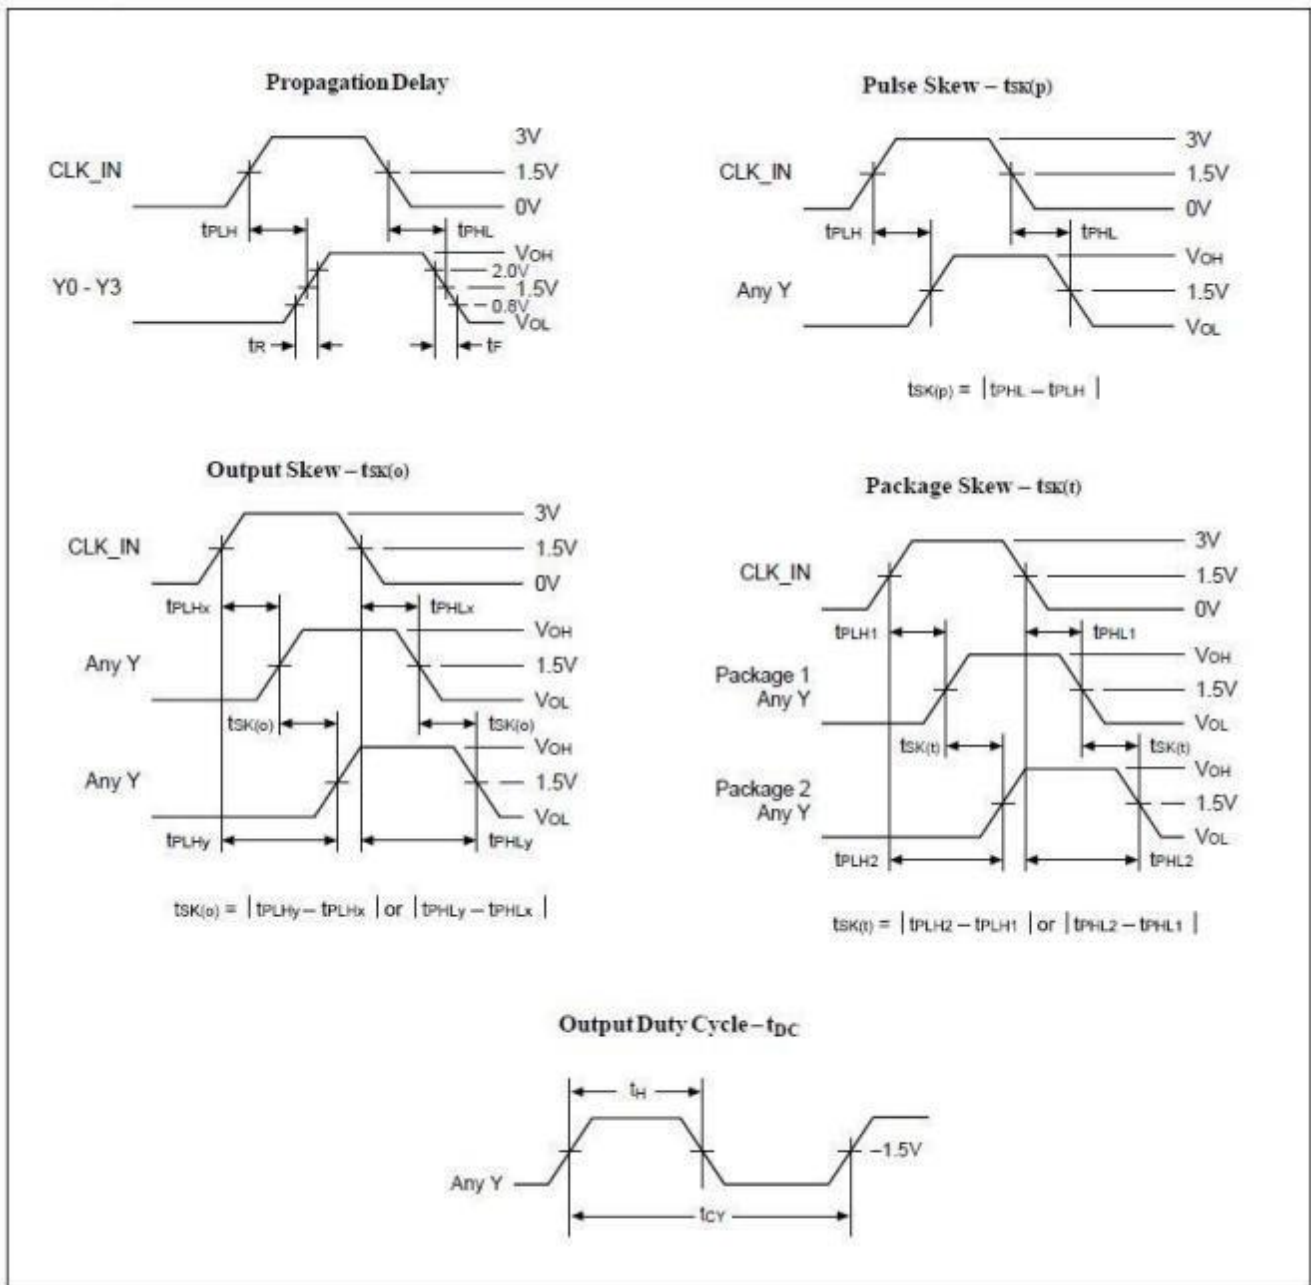 Propagation Delay
CLK_IN
3V
1.5V
0V
tPLH
tPHL
Y0 - Y3
VOH
2.0V
1.5V
0.8V
VOL
tR
tF
Pulse Skew – tSK(p)
CLK_IN
3V
1.5V
0V
tPLH
tPHL
Any Y
VOH
1.5V
VOL
tSK(p) = |tPHL – tPLH|
Output Skew – tSK(o)
CLK_IN
3V
1.5V
0V
tPLHx
tPHLx
Any Y
VOH
1.5V
VOL
tSK(o)
tSK(o)
Any Y
VOH
1.5V
VOL
tPLHy
tPHLy
tSK(o) = |tPLHy – tPLHx| or |tPHLy – tPHLx|
Package Skew – tSK(t)
CLK_IN
3V
1.5V
0V
tPLH1
tPHL1
Package 1
Any Y
VOH
1.5V
VOL
tSK(t)
tSK(t)
Package 2
Any Y
VOH
1.5V
VOL
tPLH2
tPHL2
tSK(t) = |tPLH2 – tPLH1| or |tPHL2 – tPHL1|
Output Duty Cycle – tDC
tH
Any Y
–1.5V
tCY